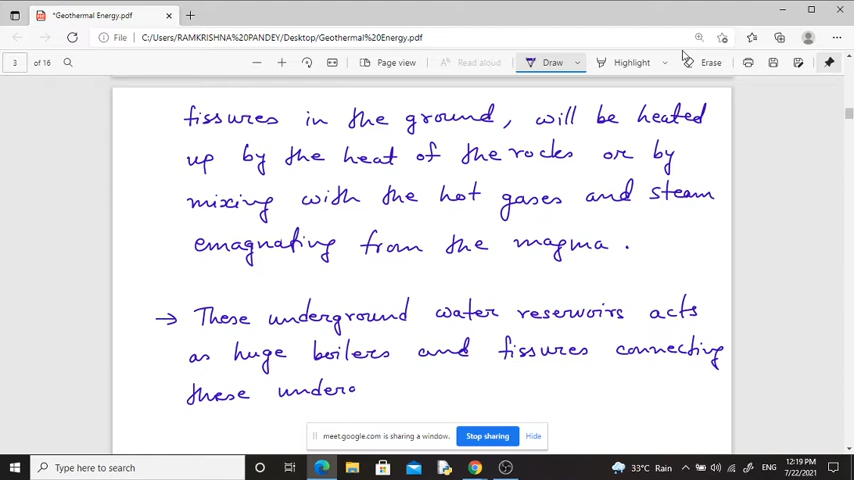 *Geothermal Energy.pdf
File
C:/Users/RAMKRISHNA%20PANDEY/Desktop/Geothermal%20Energy.pdf
3 of 16
Page view
Read aloud
Draw
Highlight
Erase
fissures in the ground, will be heated
up by the heat of the rocks or by
mixing with the hot gases and steam
emagnating from the magma.
→ These underground water reservoirs acts
as huge boilers and fissures connecting
these undero
meet.google.com is sharing a window.
Stop sharing
Hide
Type here to search
33°C Rain
ENG
12:19 PM
7/22/2021